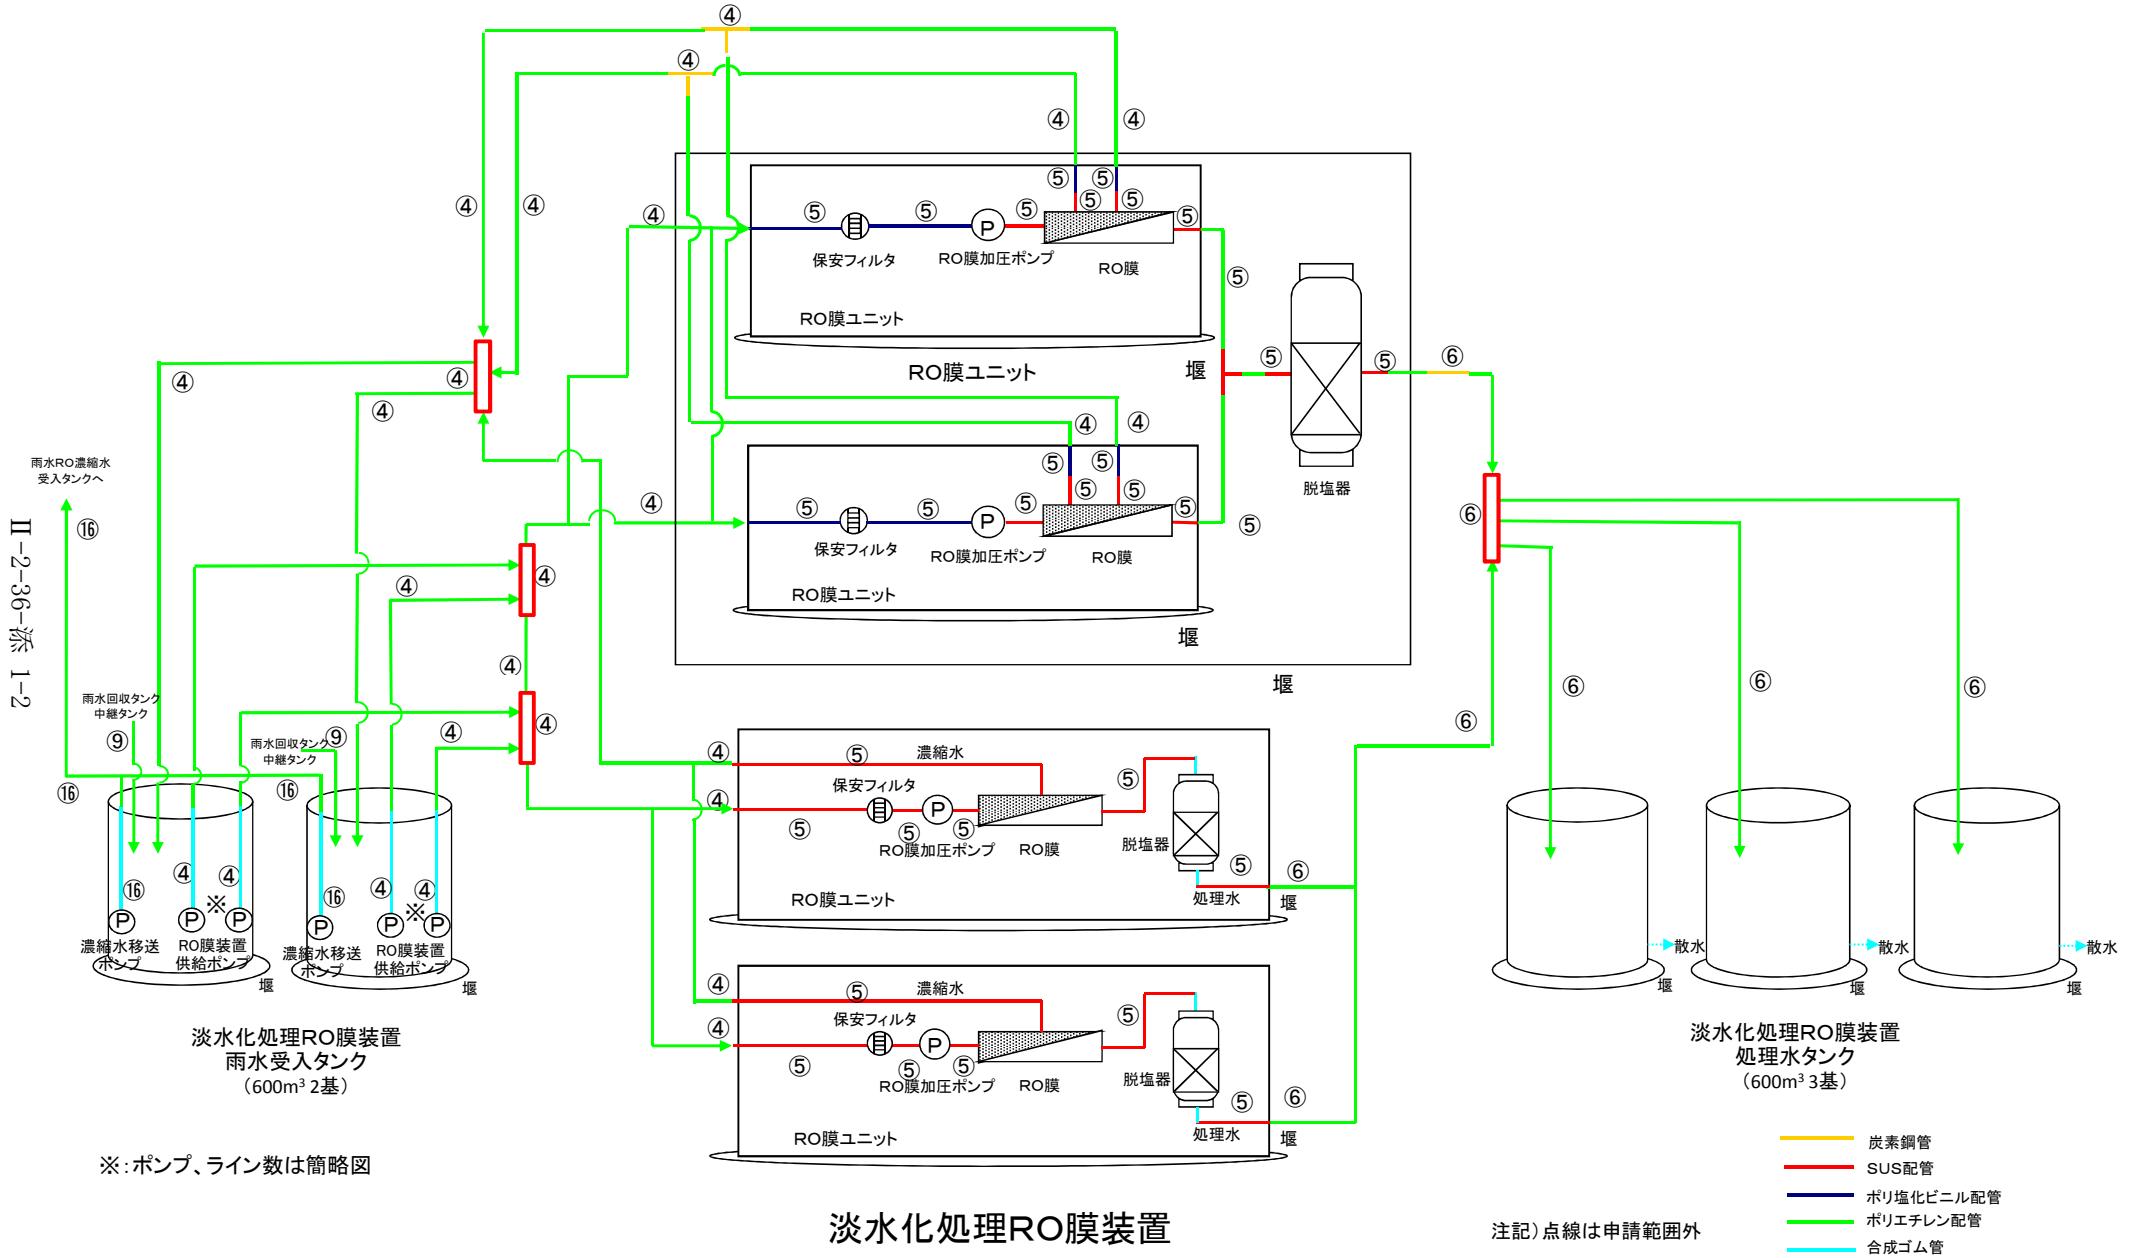 ④
④
④
④
④
④
④
⑤
⑤
⑤
⑤
⑤
⑤
⑤
⑤
保安フィルタ
RO膜加圧ポンプ
RO膜
⑤
RO膜ユニット
RO膜ユニット
堰
⑤
⑤
⑥
脱塩器
④
④
④
④
④
④
⑤
⑤
⑤
⑤
⑤
⑤
⑤
⑤
⑤
保安フィルタ
RO膜加圧ポンプ
RO膜
RO膜ユニット
堰
堰
④
雨水RO濃縮水
受入タンクへ
⑯
④
④
④
④
④
⑥
⑥
⑥
⑥
⑥
雨水回収タンク
中継タンク
⑨
雨水回収タンク
中継タンク
⑨
⑯
⑯
⑯
④
④
⑯
④
④
P
P
P
P
P
P
※
※
濃縮水移送
ポンプ
RO膜装置
供給ポンプ
濃縮水移送
ポンプ
RO膜装置
供給ポンプ
堰
堰
淡水化処理RO膜装置
雨水受入タンク
（600m³ 2基）
④
④
⑤
濃縮水
保安フィルタ
⑤
⑤
⑤
P
RO膜加圧ポンプ
RO膜
⑤
脱塩器
⑤
⑥
処理水
堰
RO膜ユニット
④
④
⑤
濃縮水
保安フィルタ
⑤
⑤
⑤
P
RO膜加圧ポンプ
RO膜
⑤
脱塩器
⑤
⑥
処理水
堰
RO膜ユニット
P
P
散水
散水
散水
堰
堰
堰
淡水化処理RO膜装置
処理水タンク
（600m³ 3基）
※：ポンプ、ライン数は簡略図
淡水化処理RO膜装置
注記）点線は申請範囲外
炭素鋼管
SUS配管
ポリ塩化ビニル配管
ポリエチレン配管
合成ゴム管
Ⅱ-2-36-添 1-2